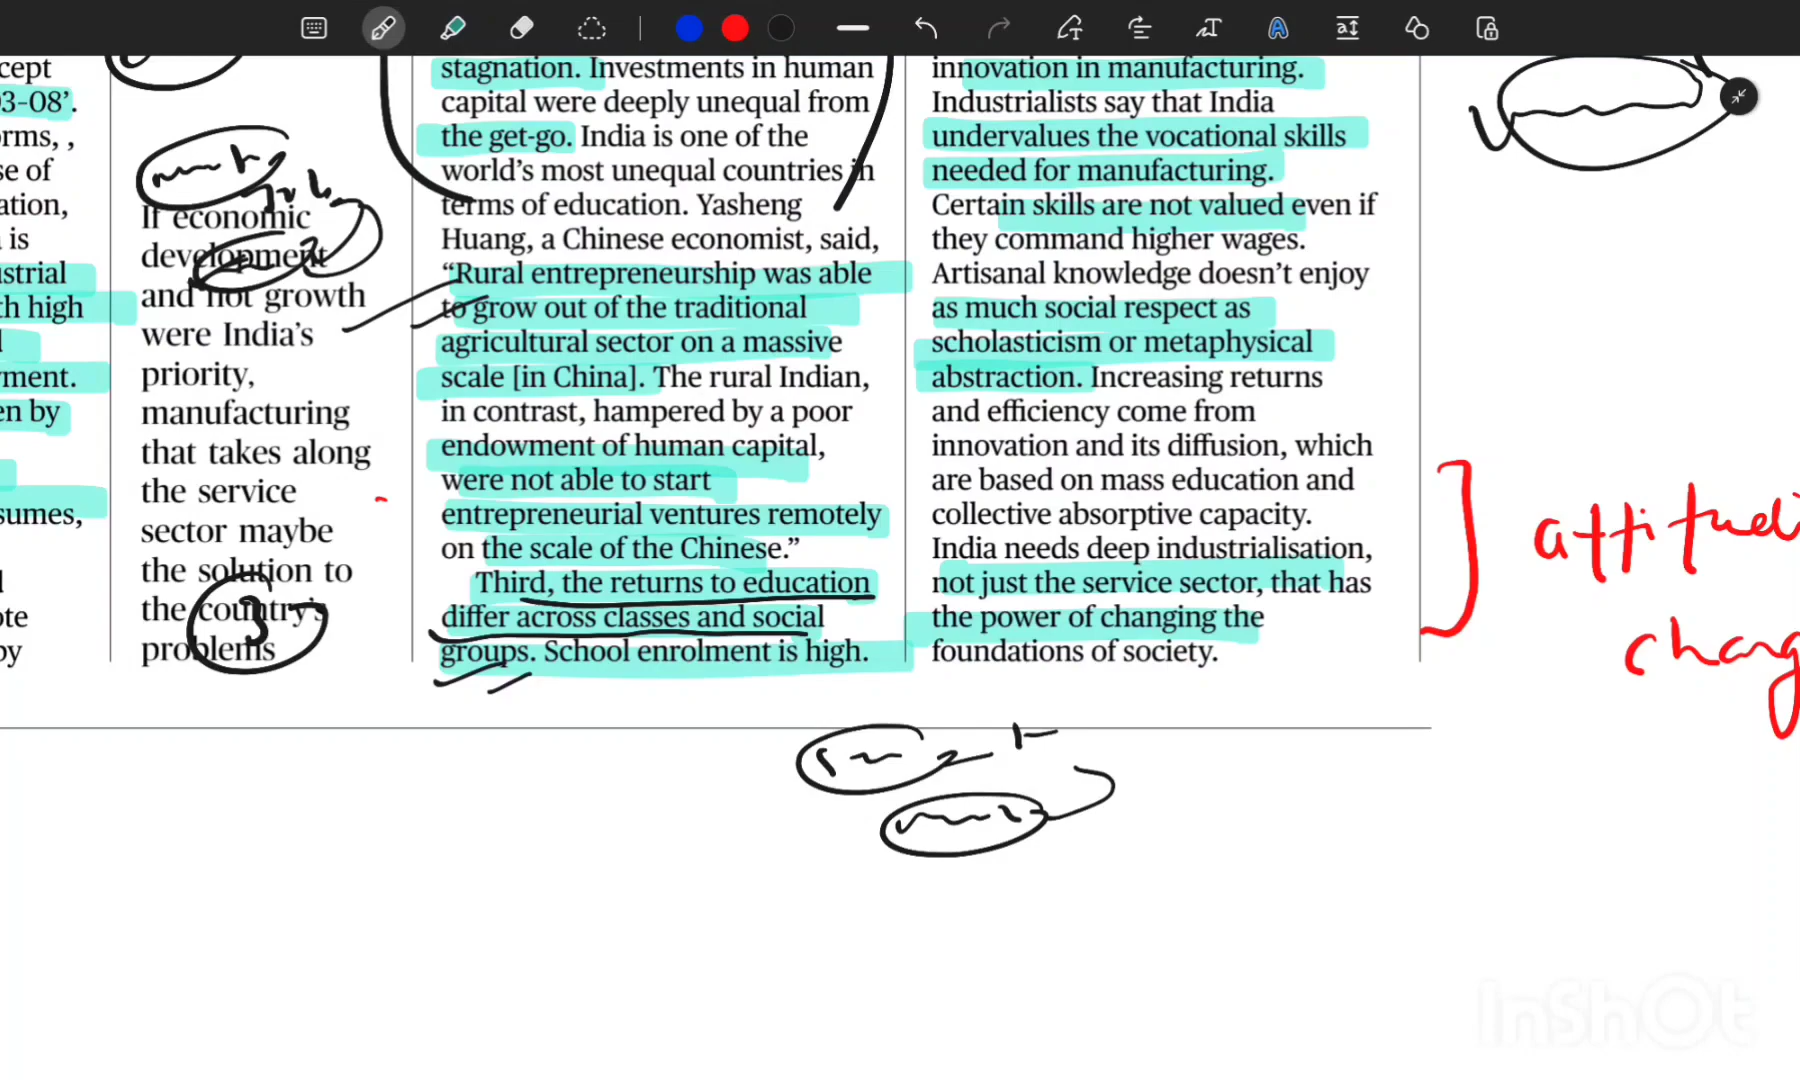 cept
03-08’.
rms, ,
se of
ation,
is
ustrial
th high
ment.
en by
sumes,
ote
by
If economic
development
and not growth
were India’s
priority,
manufacturing
that takes along
the service
sector maybe
the solution to
the country’s
problems
3
stagnation. Investments in human
capital were deeply unequal from
the get-go. India is one of the
world’s most unequal countries in
terms of education. Yasheng
Huang, a Chinese economist, said,
“Rural entrepreneurship was able
to grow out of the traditional
agricultural sector on a massive
scale [in China]. The rural Indian,
in contrast, hampered by a poor
endowment of human capital,
were not able to start
entrepreneurial ventures remotely
on the scale of the Chinese.”
Third, the returns to education
differ across classes and social
groups. School enrolment is high.
innovation in manufacturing.
Industrialists say that India
undervalues the vocational skills
needed for manufacturing.
Certain skills are not valued even if
they command higher wages.
Artisanal knowledge doesn’t enjoy
as much social respect as
scholasticism or metaphysical
abstraction. Increasing returns
and efficiency come from
innovation and its diffusion, which
are based on mass education and
collective absorptive capacity.
India needs deep industrialisation,
not just the service sector, that has
the power of changing the
foundations of society.
attitudi
chang
InShOt